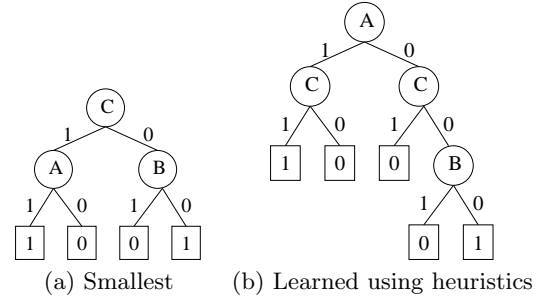 A
1 0
C C
C
1 0 1 0
1 0
1 0 0 B
A B
1 0 1 0 1 0
1 0 0 1 0 1
(a) Smallest (b) Learned using heuristics